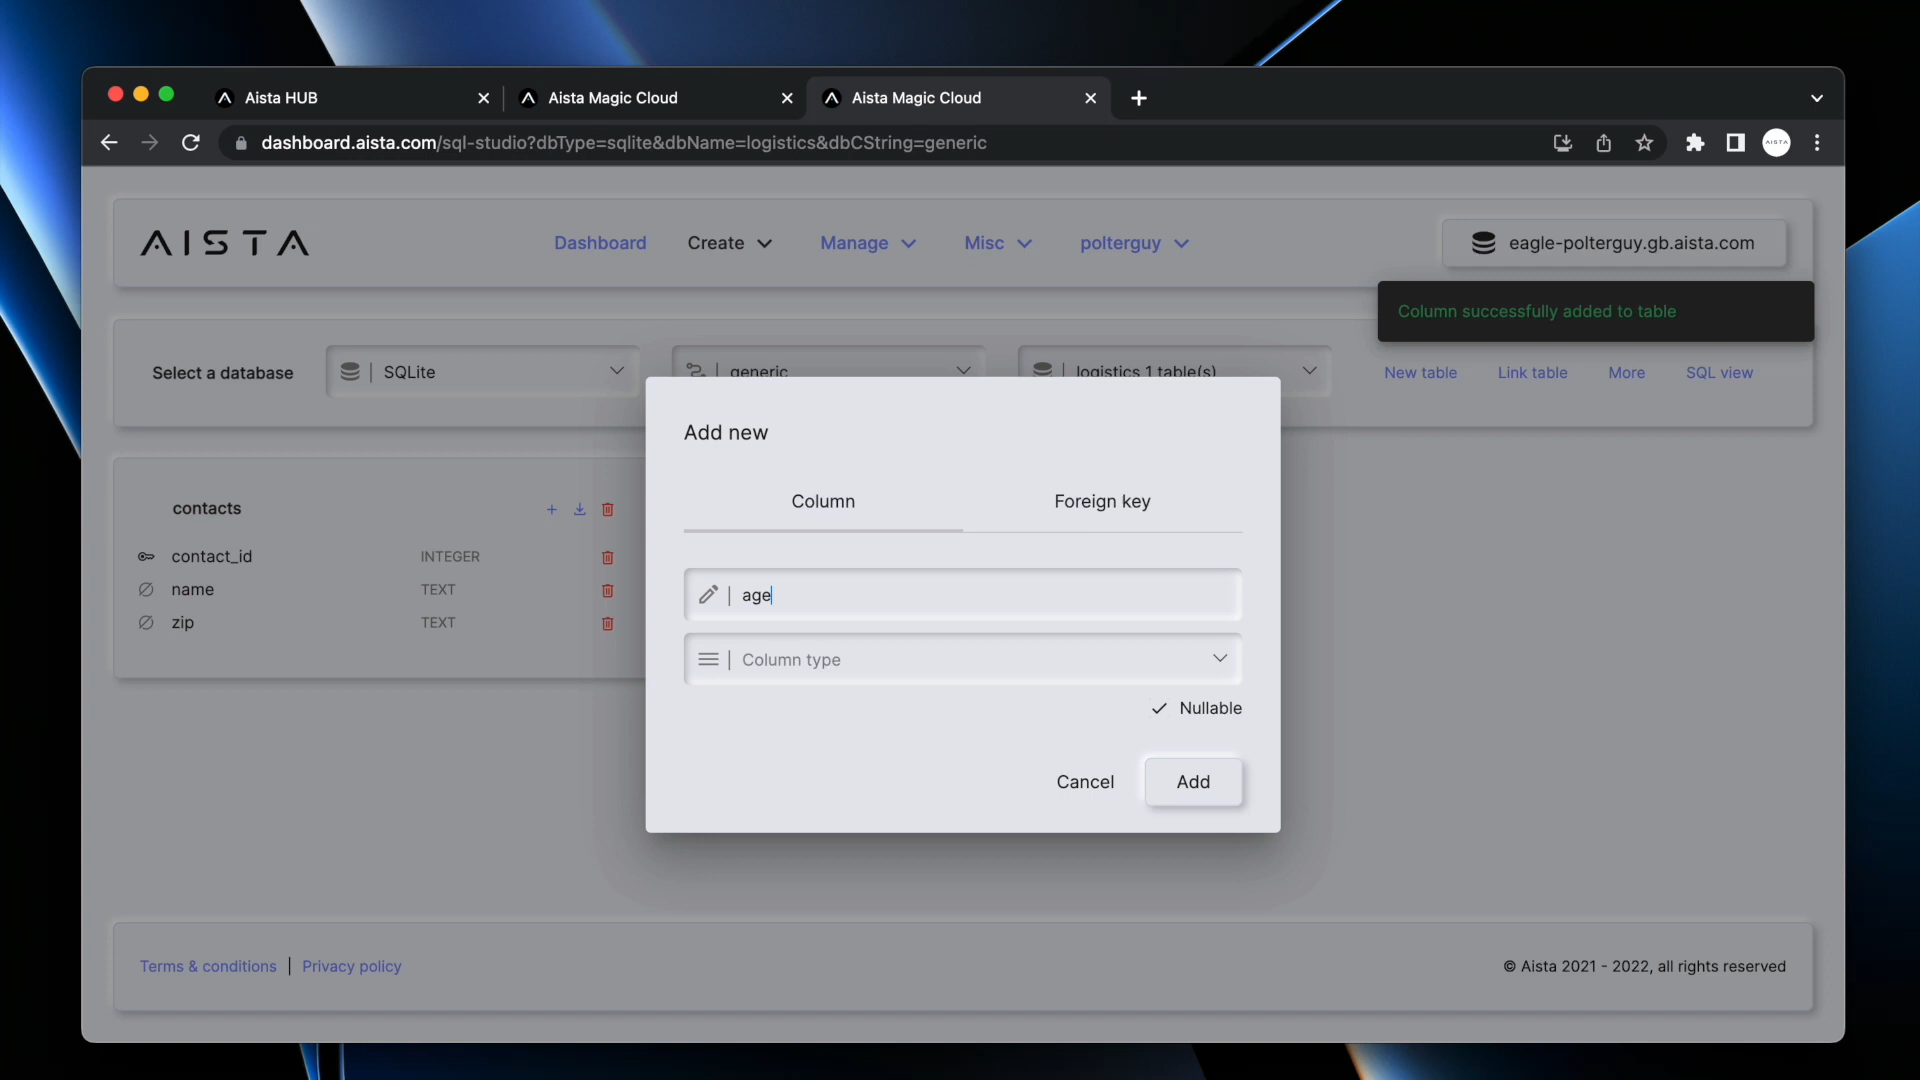 Aista HUB
Aista Magic Cloud
Aista Magic Cloud
dashboard.aista.com/sql-studio?dbType=sqlite&dbName=logistics&dbCString=generic
AISTA
AISTA
Dashboard
Create
Manage
Misc
polterguy
eagle-polterguy.gb.aista.com
Column successfully added to table
Select a database
SQLite
generic
logistics 1 table(s)
New table
Link table
More
SQL view
contacts
contact_id INTEGER
name TEXT
zip TEXT
Add new
Column
Foreign key
age
Column type
Nullable
Cancel
Add
Terms & conditions | Privacy policy
© Aista 2021 - 2022, all rights reserved